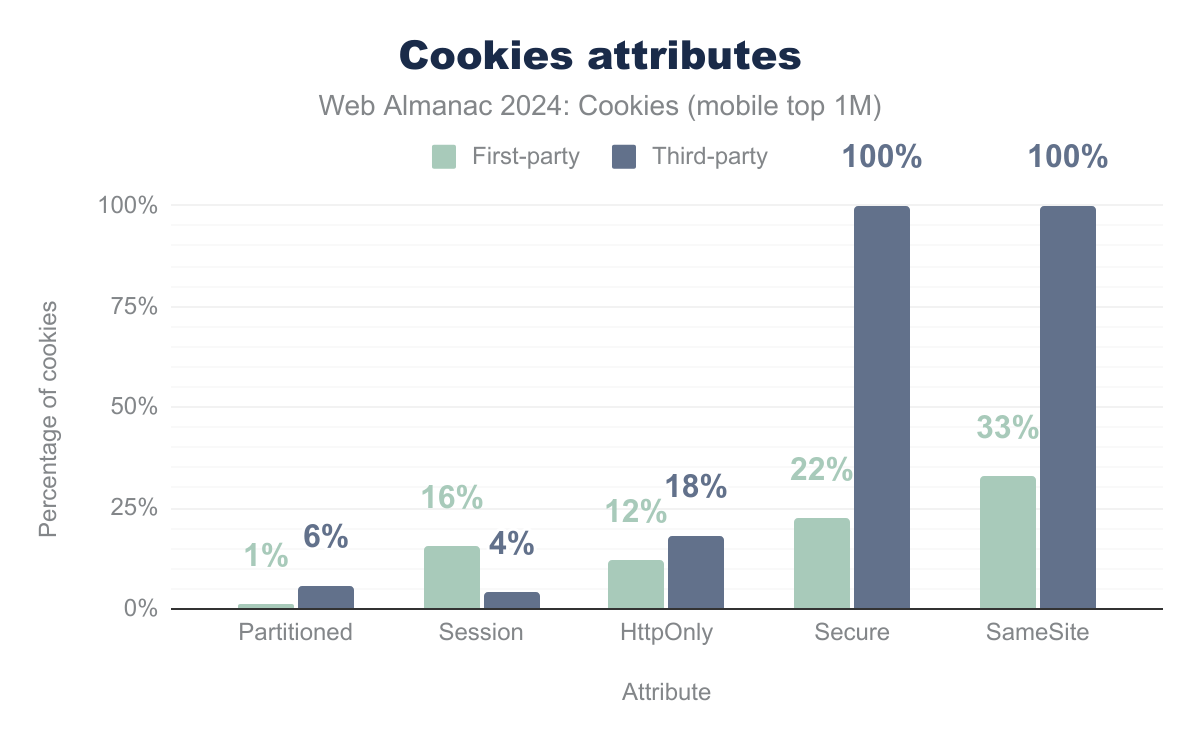 Cookies attributes
Web Almanac 2024: Cookies (mobile top 1M)
First-party
Third-party
100%
100%
100%
75%
50%
25%
0%
Percentage of cookies
1%
6%
16%
4%
12%
18%
22%
33%
Partitioned
Session
HttpOnly
Secure
SameSite
Attribute